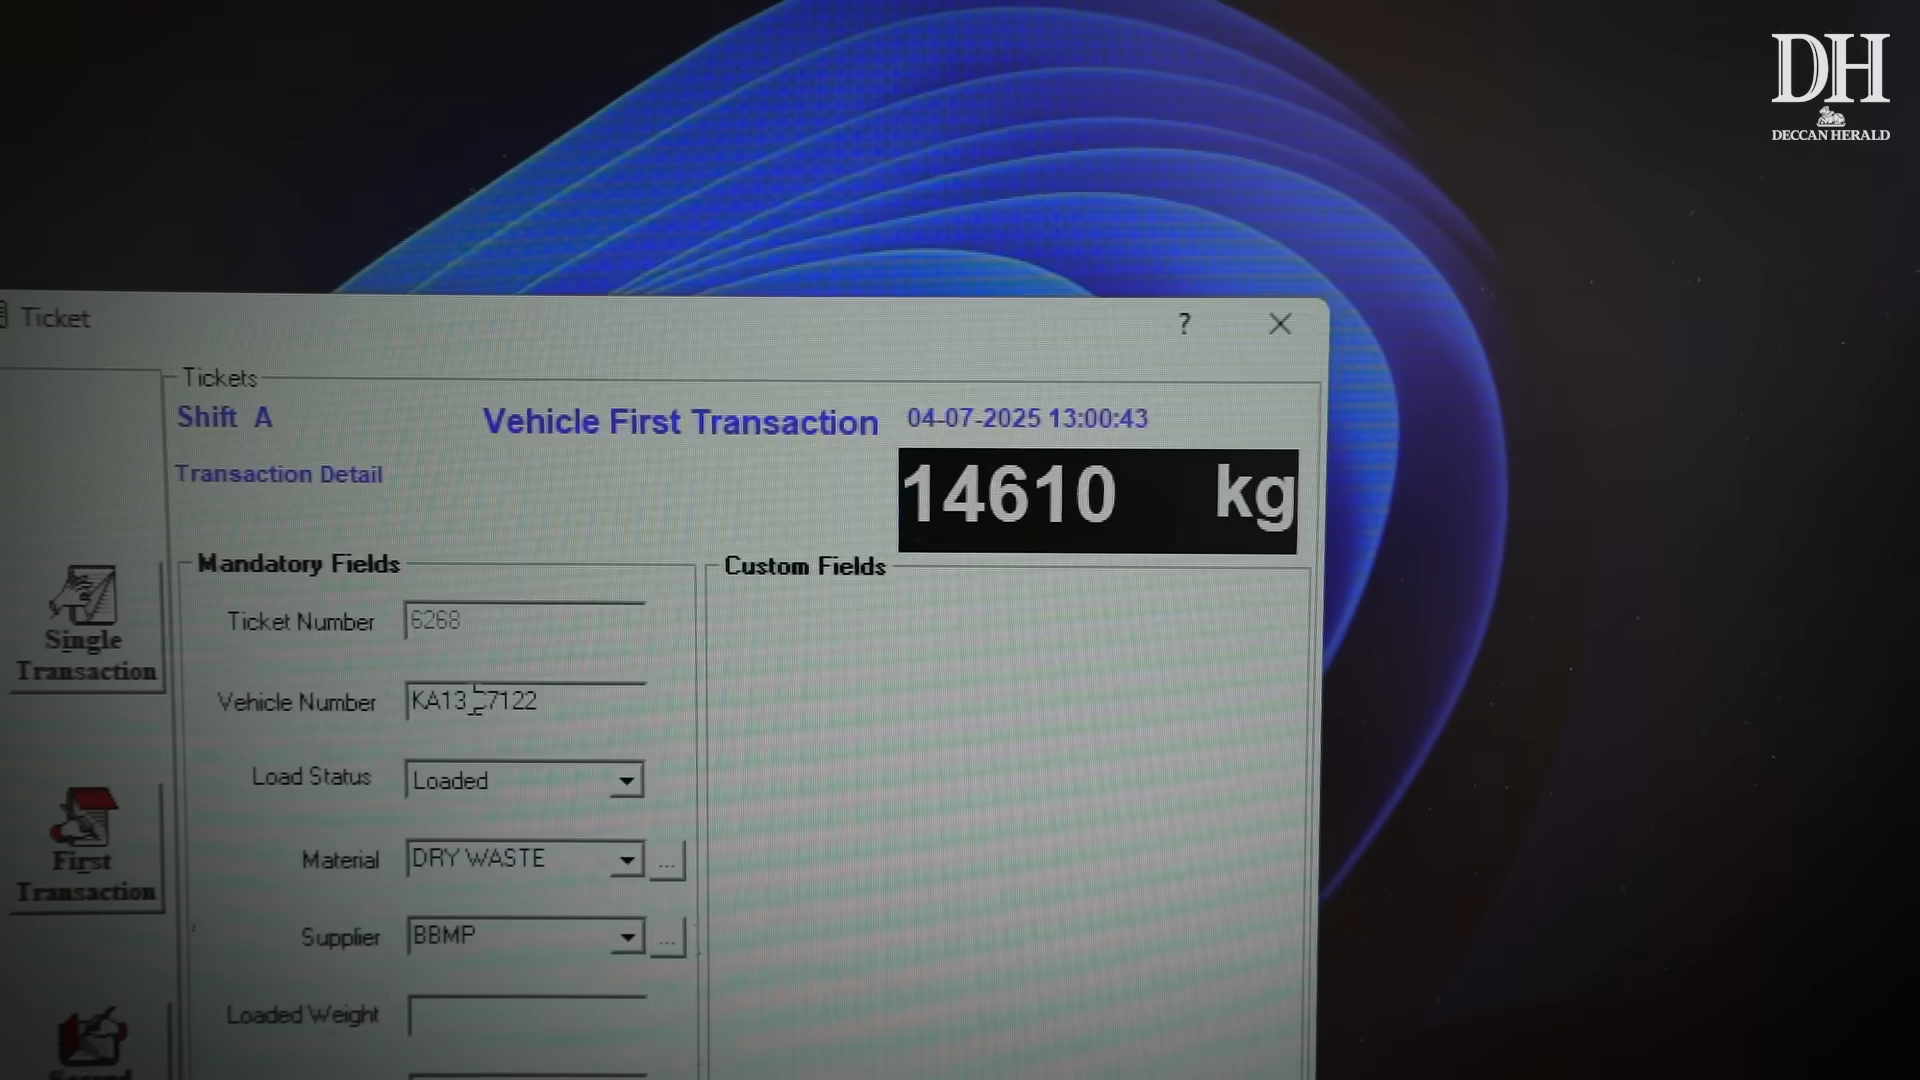 DH
DECCAN HERALD
Ticket
?
Tickets
Shift A
Vehicle First Transaction
04-07-2025 13:00:43
Transaction Detail
14610 kg
Mandatory Fields
Custom Fields
Ticket Number 6268
Single
Transaction
Vehicle Number
Load Status Loaded
First
Transaction
Material DRY WASTE ...
Supplier BBMP ...
Loaded Weight
Second